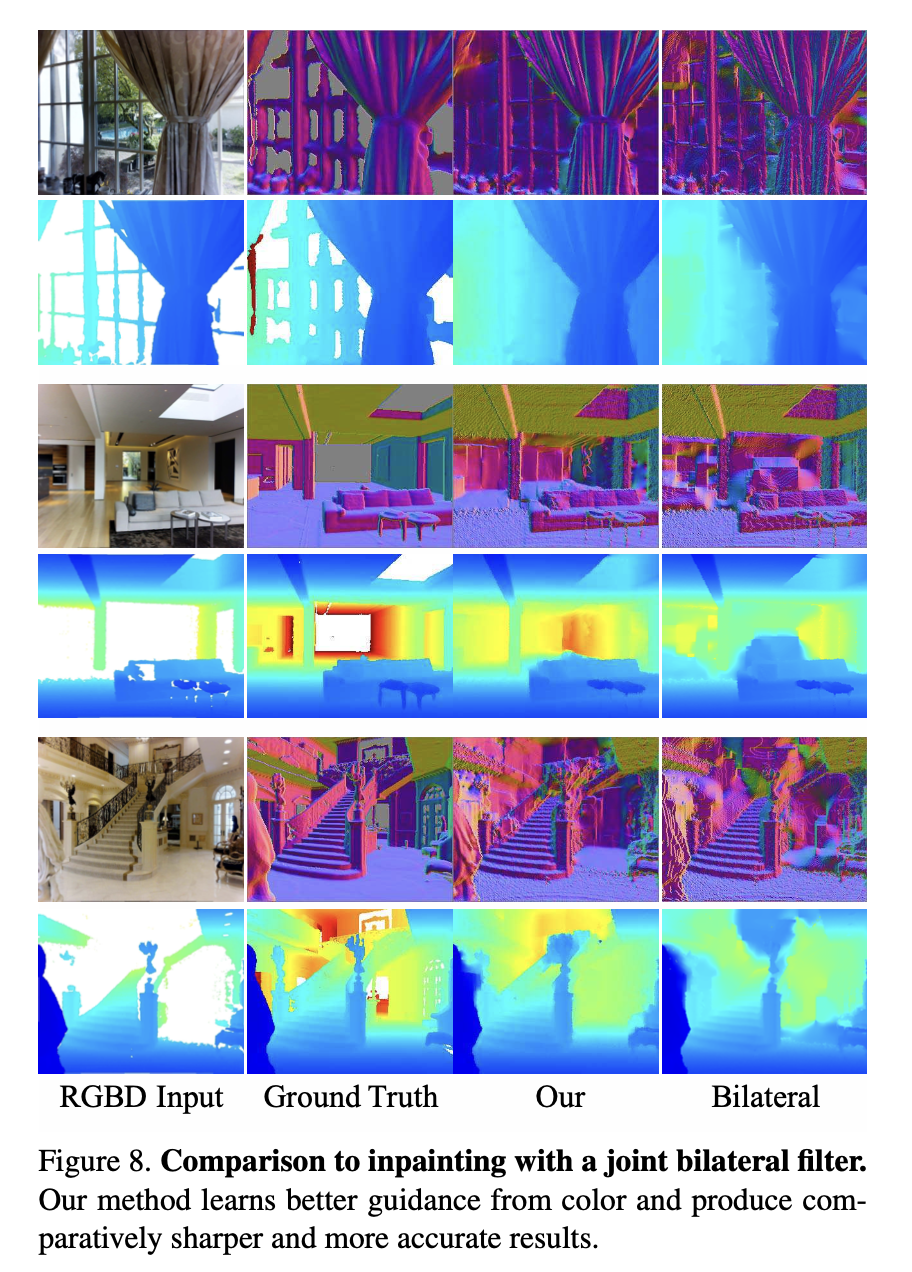 RGBD Input Ground Truth Our Bilateral
Figure 8. Comparison to inpainting with a joint bilateral filter.
Our method learns better guidance from color and produce com-
paratively sharper and more accurate results.